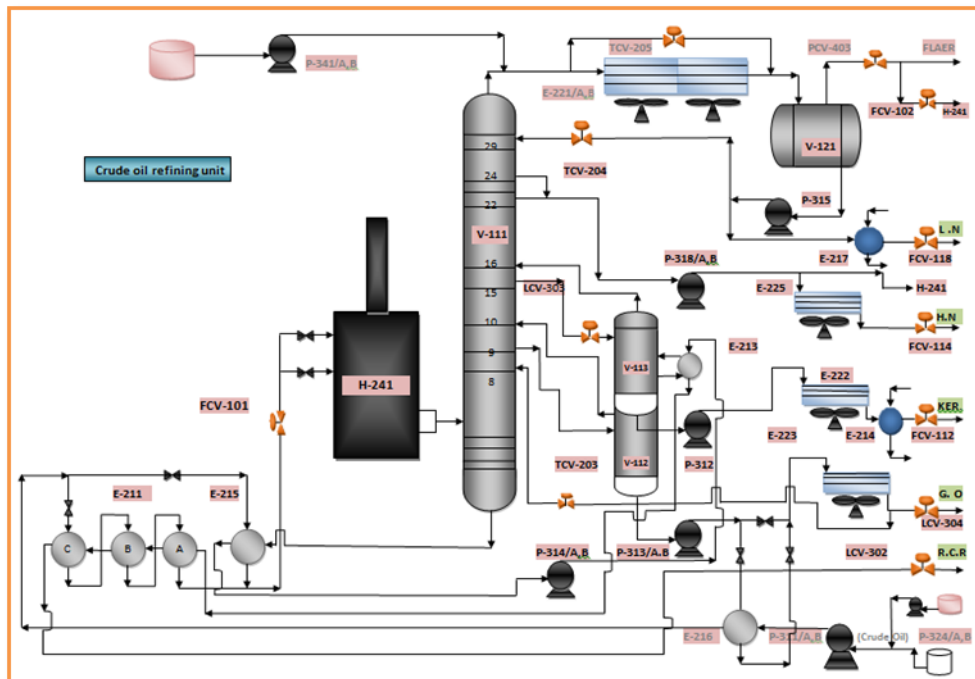 TCV-205
PCV-403
FLAER
P-341/A,B
E-221/A,B
FCV-102
H-241
29
V-121
Crude oil refining unit
TCV-204
24
P-315
22
L .N
V-111
P-318/A,B
E-217
FCV-118
16
LCV-303
E-225
H-241
15
H.N
10
E-213
FCV-114
9
V-113
H-241
8
E-222
KER.
FCV-101
E-223
E-214
FCV-112
TCV-203
V-112
P-312
E-211
E-215
G. O
LCV-304
C
B
A
P-314/A,B
P-313/A.B
LCV-302
R.C.R
E-216
P-311/A,B
(Crude Oil)
P-324/A,B